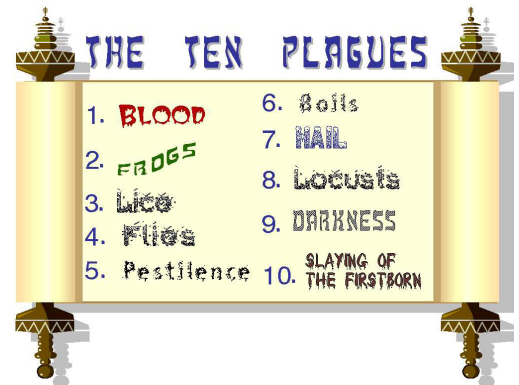 THE TEN PLAGUES
1. BLOOD
2. FROGS
3. Lice
4. Flies
5. Pestilence
6. Boils
7. HAIL
8. Locusts
9. DARKNESS
10. SLAYING OF
THE FIRSTBORN